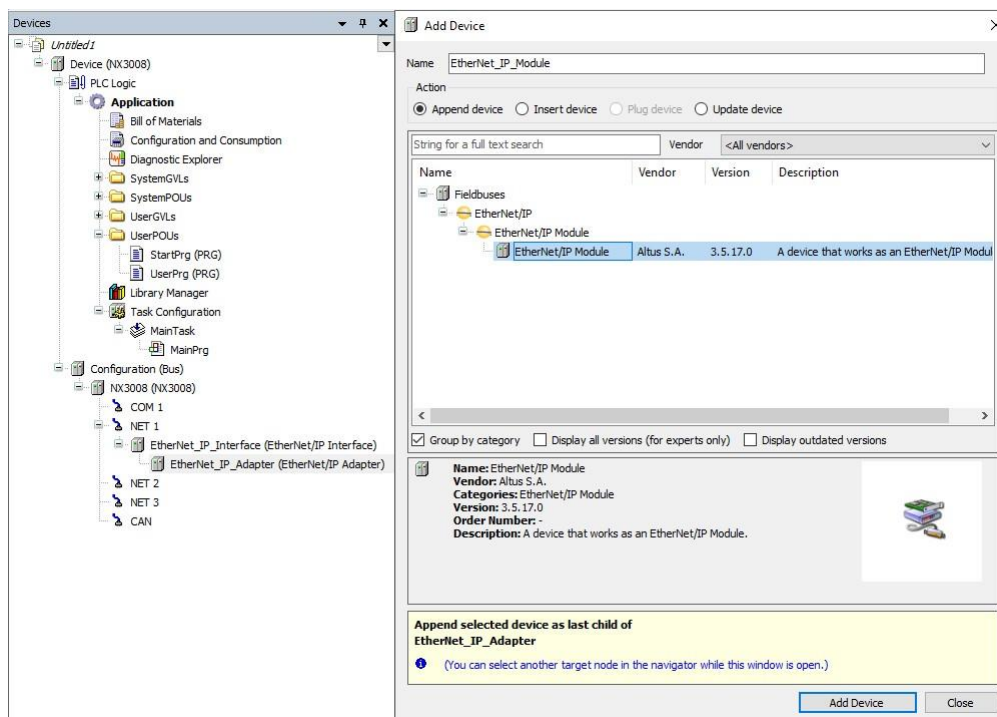 Devices
Untitled1
Device (NX3008)
PLC Logic
Application
Bill of Materials
Configuration and Consumption
Diagnostic Explorer
SystemGVLs
SystemPOUs
UserGVLs
UserPOUs
StartPrg (PRG)
UserPrg (PRG)
Library Manager
Task Configuration
MainTask
MainPrg
Configuration (Bus)
NX3008 (NX3008)
COM 1
NET 1
EtherNet_IP_Interface (EtherNet/IP Interface)
EtherNet_IP_Adapter (EtherNet/IP Adapter)
NET 2
NET 3
CAN
Add Device
Name EtherNet_IP_Module
Action
Append device Insert device Plug device Update device
String for a full text search Vendor <All vendors>
Name Vendor Version Description
Fieldbuses
EtherNet/IP
EtherNet/IP Module
EtherNet/IP Module Altus S.A. 3.5.17.0 A device that works as an EtherNet/IP Modul
Group by category Display all versions (for experts only) Display outdated versions
Name: EtherNet/IP Module
Vendor: Altus S.A.
Categories: EtherNet/IP Module
Version: 3.5.17.0
Order Number: -
Description: A device that works as an EtherNet/IP Module.
Append selected device as last child of
EtherNet_IP_Adapter
(You can select another target node in the navigator while this window is open.)
Add Device Close